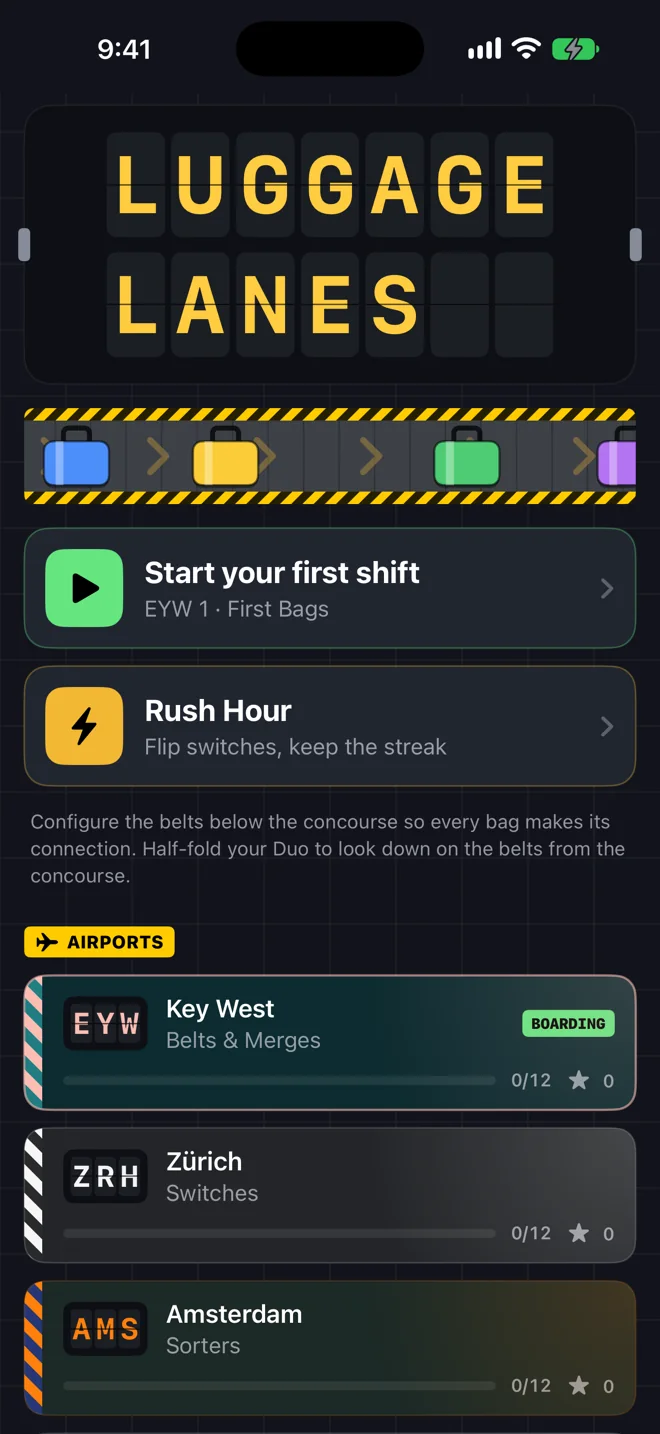 9:41
LUGGAGE
LANES
Start your first shift
EYW 1 · First Bags
Rush Hour
Flip switches, keep the streak
Configure the belts below the concourse so every bag makes its
connection. Half-fold your Duo to look down on the belts from the
concourse.
AIRPORTS
EYW
Key West
BOARDING
Belts & Merges
0/12 0
ZRH
Zürich
Switches
0/12 0
AMS
Amsterdam
Sorters
0/12 0